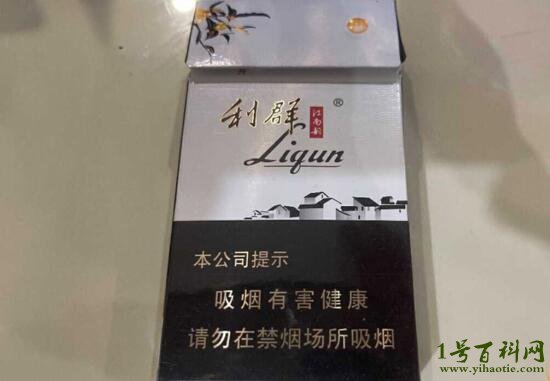 利群 江南韵 ®
Liqun
本公司提示
吸烟有害健康
请勿在禁烟场所吸烟
1号百科网
www.yihaotie.com